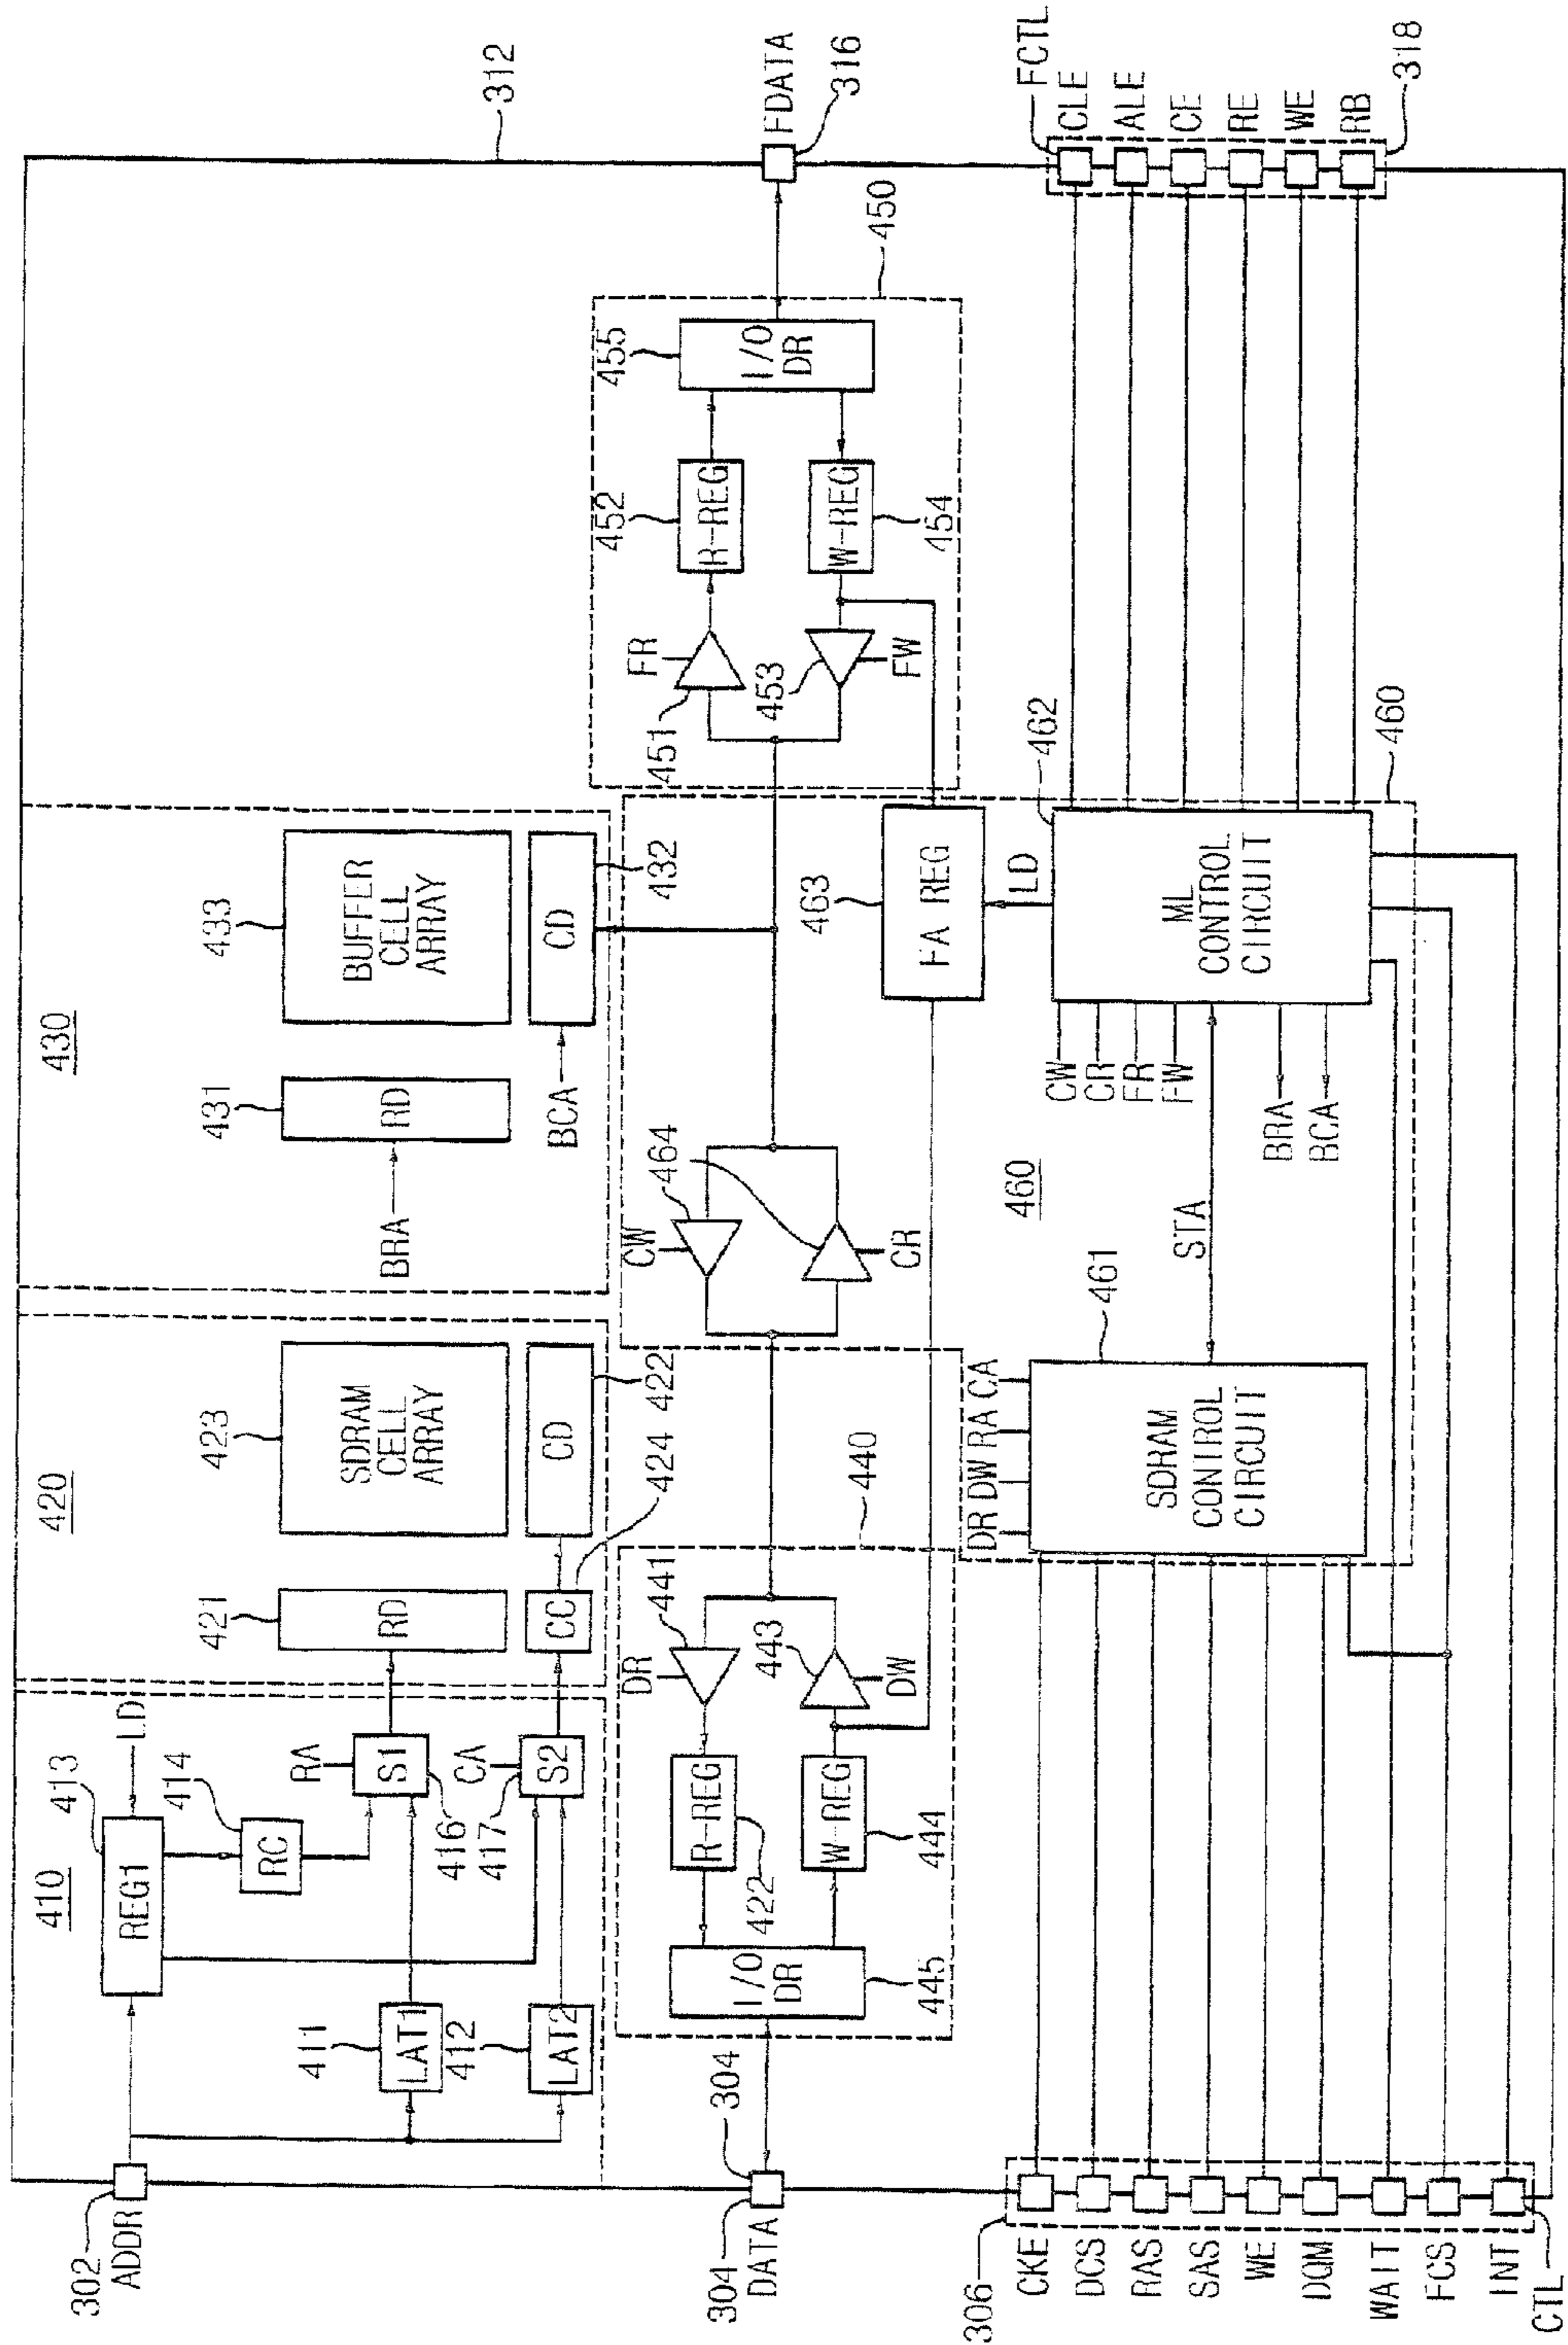 312
302
ADDR
410
413
REG1
LD
414
RC
411
LAT1
412
LAT2
RA
S1
416
CA
S2
417
420
421
RD
423
SDRAM
CELL
ARRAY
CC
424
CD
422
430
BRA
431
RD
433
BUFFER
CELL
ARRAY
BCA
CD
432
304
DATA
304
440
I/O
DR
445
R-REG
422
W-REG
444
DR
441
443
DW
CW
464
CR
450
451
FR
453
FW
452
R-REG
W-REG
454
455
I/O
DR
FDATA
316
463
FA REG
LD
460
DR
DW
RA
CA
461
SDRAM
CONTROL
CIRCUIT
STA
CW
CR
FR
FW
BRA
BCA
462
ML
CONTROL
CIRCUIT
460
306
CKE
DCS
RAS
SAS
WE
DQM
WAIT
FCS
INT
CTL
FCTL
CLE
ALE
CE
RE
WE
RB
318